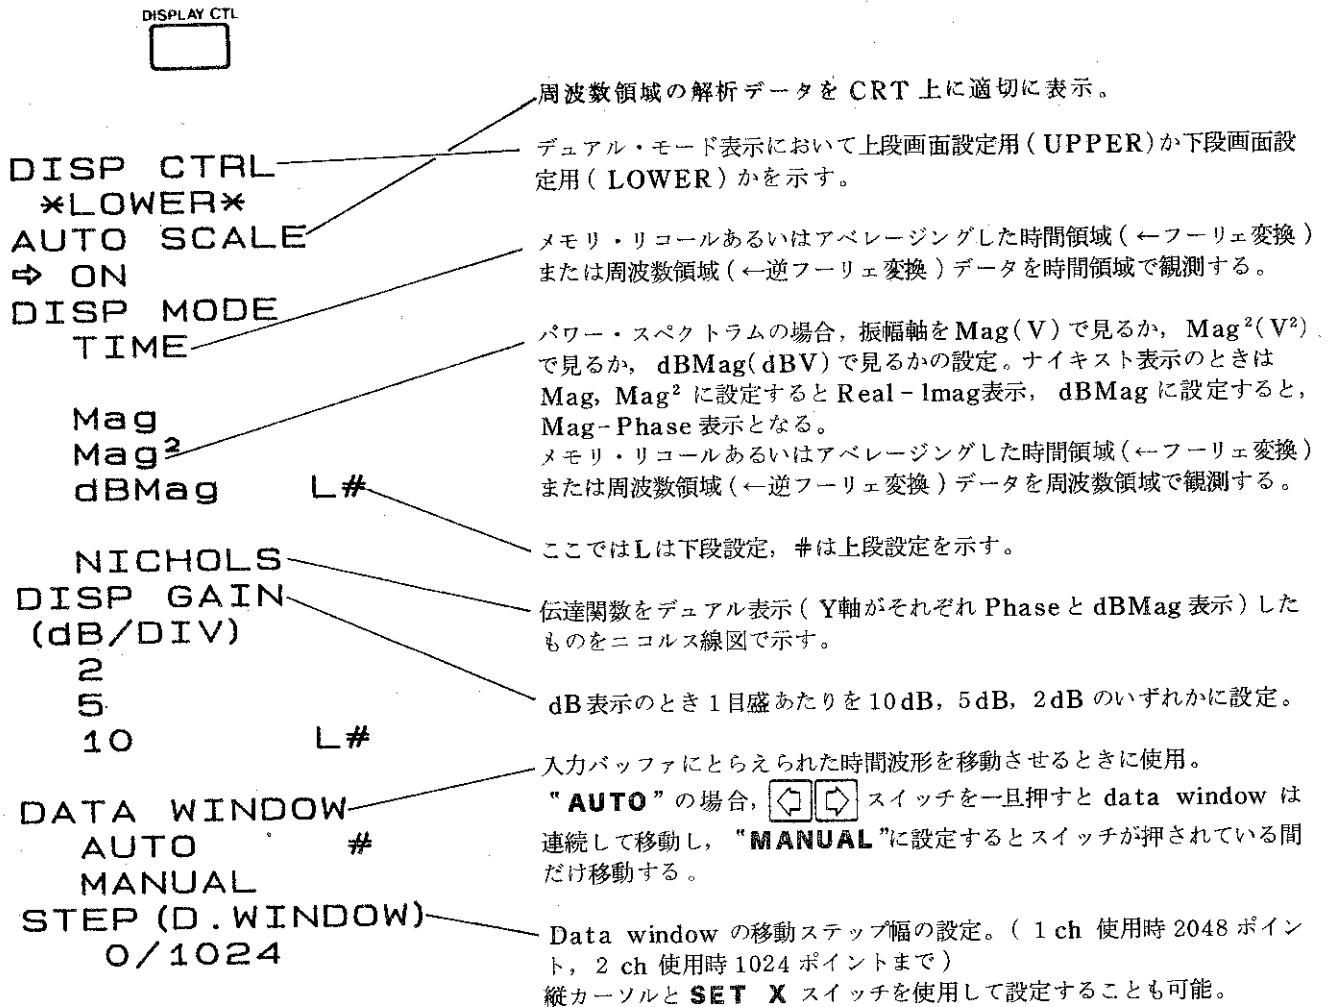 DISPLAY CTL
DISP CTRL
*LOWER*
AUTO SCALE
⇨ ON
DISP MODE
TIME
Mag
Mag²
dBMag L#
NICHOLS
DISP GAIN
(dB/DIV)
2
5
10 L#
DATA WINDOW
AUTO #
MANUAL
STEP (D.WINDOW)
0/1024
周波数領域の解析データを CRT 上に適切に表示。
デュアル・モード表示において上段画面設定用(UPPER)か下段画面設
定用(LOWER)かを示す。
メモリ・リコールあるいはアベレージングした時間領域(←フーリェ変換)
または周波数領域(←逆フーリェ変換)データを時間領域で観測する。
パワー・スペクトラムの場合, 振幅軸をMag(V)で見るか, Mag²(V²)
で見るか, dBMag(dBV)で見るかの設定。ナイキスト表示のときは
Mag, Mag² に設定するとReal-Imag表示, dBMag に設定すると,
Mag-Phase 表示となる。
メモリ・リコールあるいはアベレージングした時間領域(←フーリェ変換)
または周波数領域(←逆フーリェ変換)データを周波数領域で観測する。
ここではLは下段設定, #は上段設定を示す。
伝達関数をデュアル表示(Y軸がそれぞれ PhaseとdBMag 表示)した
ものをニコルス線図で示す。
dB表示のとき1目盛あたりを10dB, 5dB, 2dB のいずれかに設定。
入力バッファにとらえられた時間波形を移動させるときに使用。
"AUTO"の場合, ⇦ ⇨ スイッチを一旦押すと data window は
連続して移動し, "MANUAL"に設定するとスイッチが押されている間
だけ移動する。
Data window の移動ステップ幅の設定。(1 ch 使用時 2048 ポイン
ト, 2 ch 使用時 1024 ポイントまで)
縦カーソルと SET X スイッチを使用して設定することも可能。